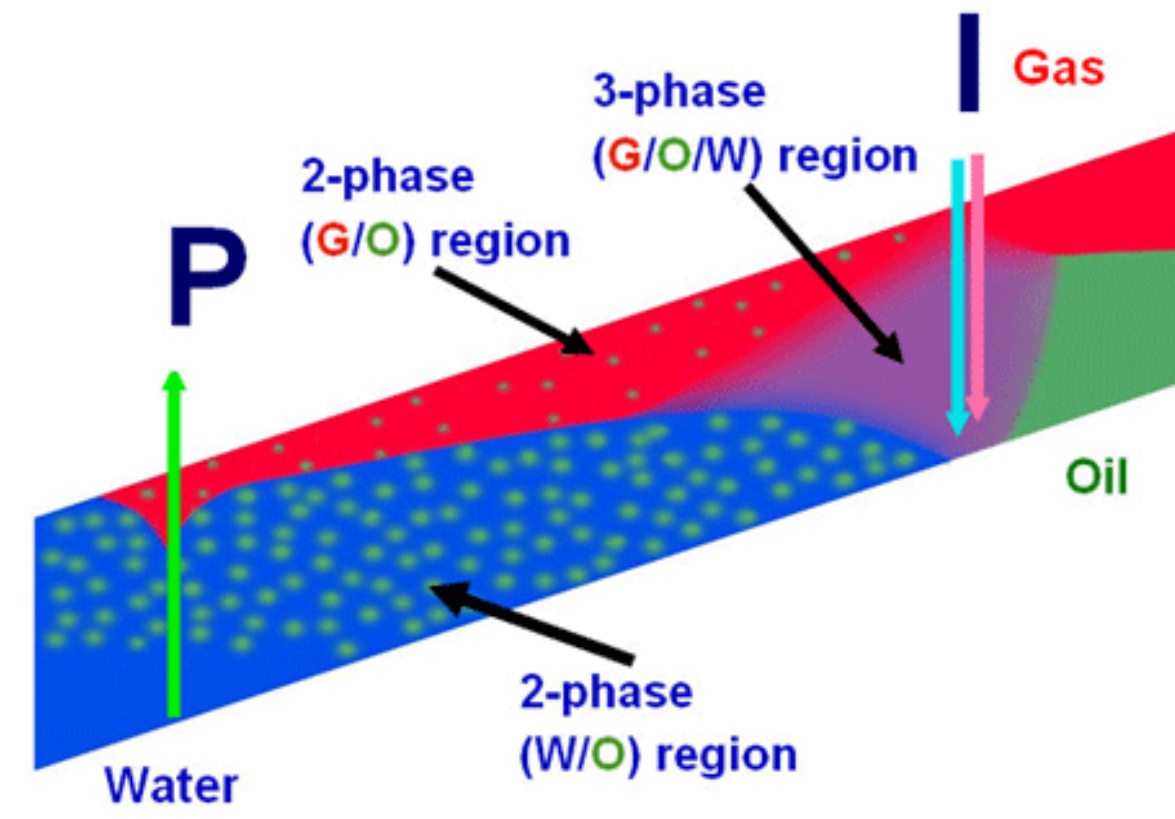 I
Gas
3-phase
(G/O/W) region
2-phase
(G/O) region
P
Oil
2-phase
(W/O) region
Water